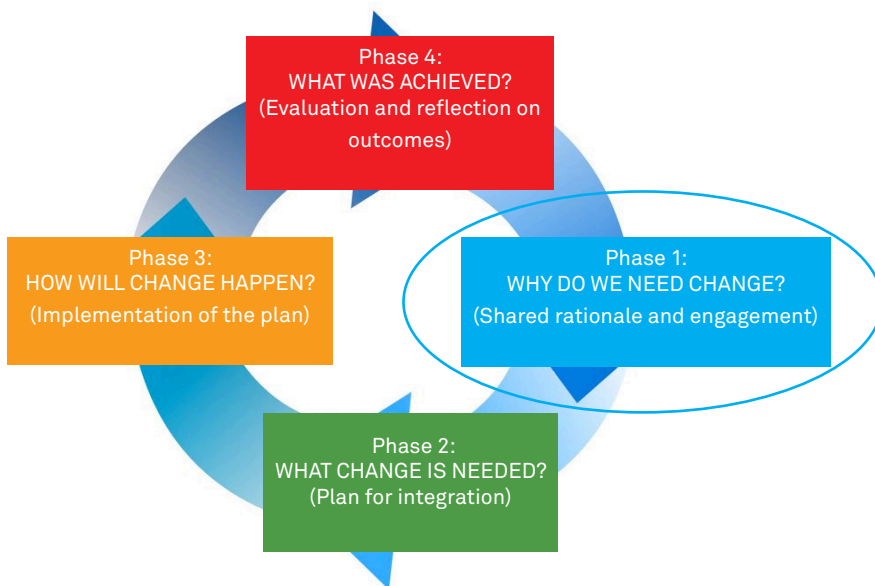 Phase 4:
WHAT WAS ACHIEVED?
(Evaluation and reflection on
outcomes)
Phase 3:
HOW WILL CHANGE HAPPEN?
(Implementation of the plan)
Phase 1:
WHY DO WE NEED CHANGE?
(Shared rationale and engagement)
Phase 2:
WHAT CHANGE IS NEEDED?
(Plan for integration)